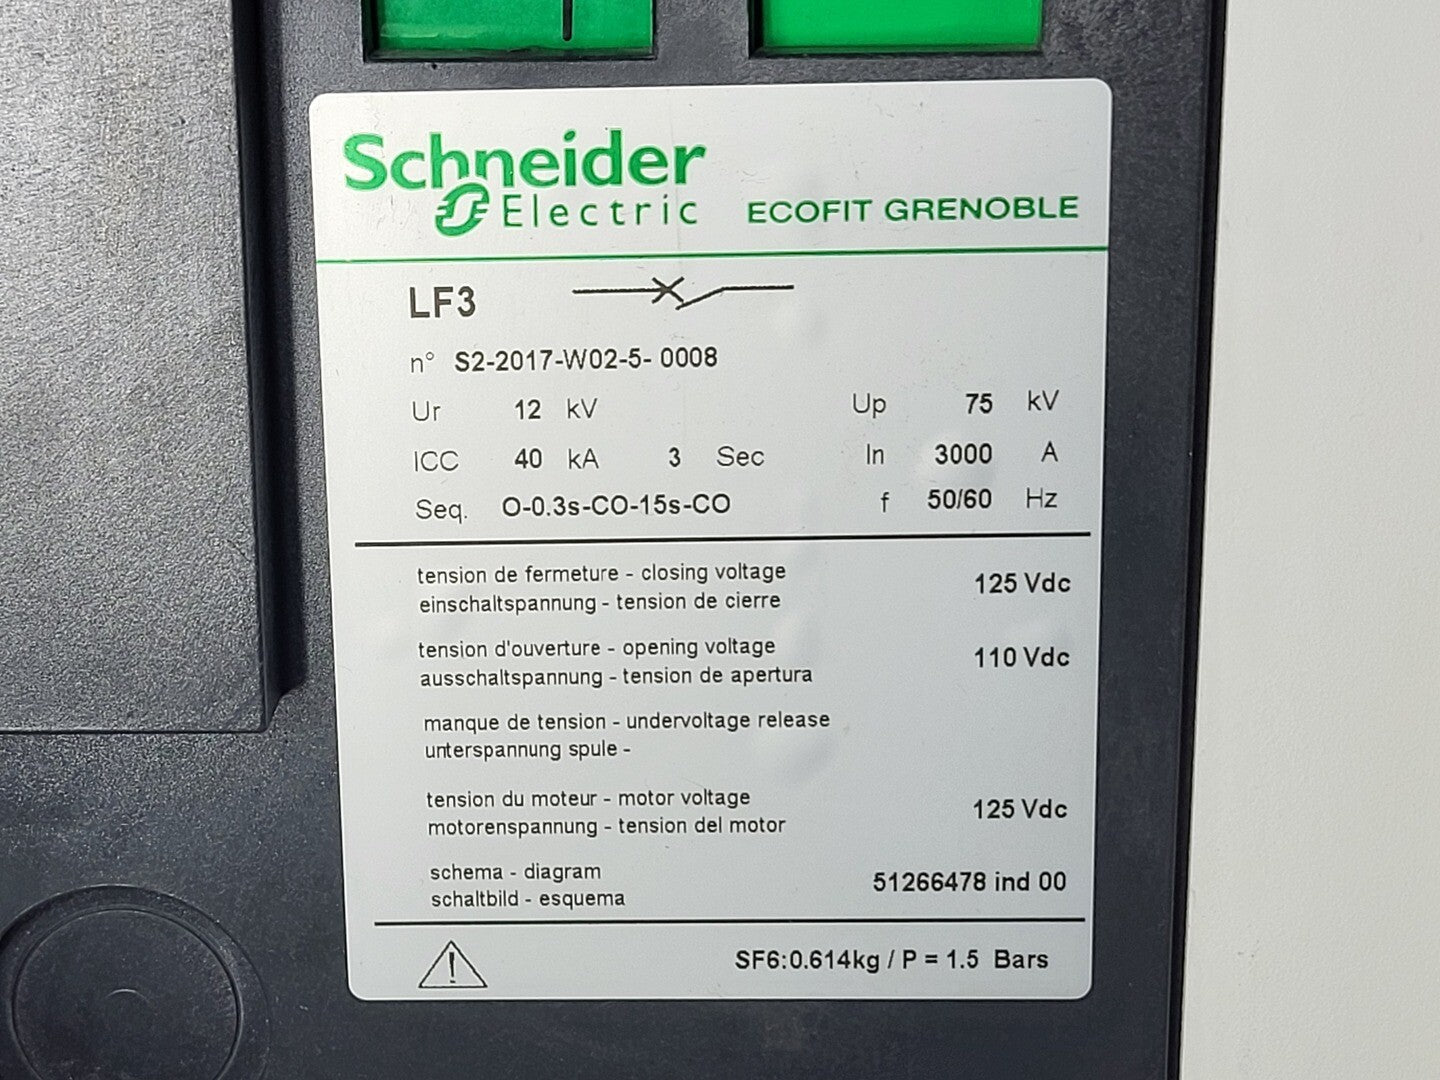 Schneider
Electric ECOFIT GRENOBLE
LF3
n° S2-2017-W02-5- 0008
Ur 12 kV Up 75 kV
ICC 40 kA 3 Sec In 3000 A
Seq. O-0.3s-CO-15s-CO f 50/60 Hz
tension de fermeture - closing voltage
einschaltspannung - tension de cierre 125 Vdc
tension d'ouverture - opening voltage
ausschaltspannung - tension de apertura 110 Vdc
manque de tension - undervoltage release
unterspannung spule -
tension du moteur - motor voltage
motorenspannung - tension del motor 125 Vdc
schema - diagram
schaltbild - esquema 51266478 ind 00
! SF6:0.614kg / P = 1.5 Bars